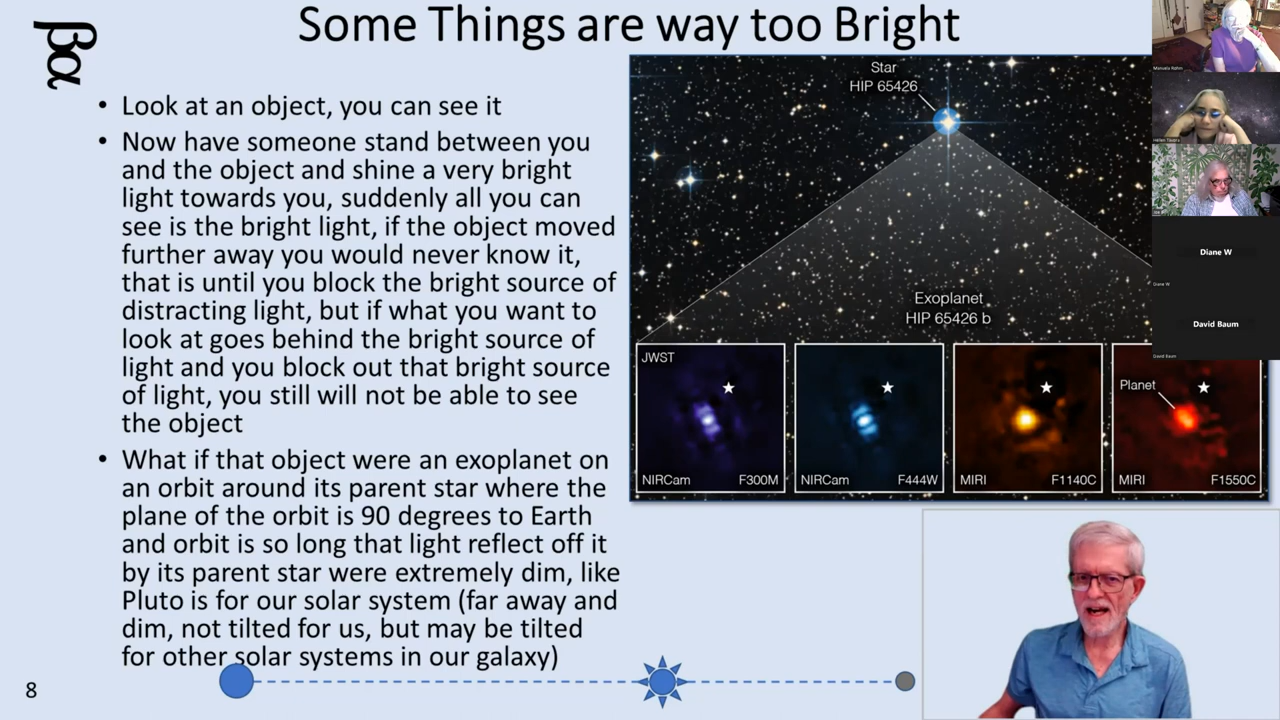 Some Things are way too Bright
βα
• Look at an object, you can see it
• Now have someone stand between you
and the object and shine a very bright
light towards you, suddenly all you can
see is the bright light, if the object moved
further away you would never know it,
that is until you block the bright source of
distracting light, but if what you want to
look at goes behind the bright source of
light and you block out that bright source
of light, you still will not be able to see
the object
• What if that object were an exoplanet on
an orbit around its parent star where the
plane of the orbit is 90 degrees to Earth
and orbit is so long that light reflect off it
by its parent star were extremely dim, like
Pluto is for our solar system (far away and
dim, not tilted for us, but may be tilted
for other solar systems in our galaxy)
8
Star
HIP 65426
Exoplanet
HIP 65426 b
JWST
NIRCam F300M
NIRCam F444W
MIRI F1140C
Planet
MIRI F1550C
Diane W
Diane W
David Baum
David Baum